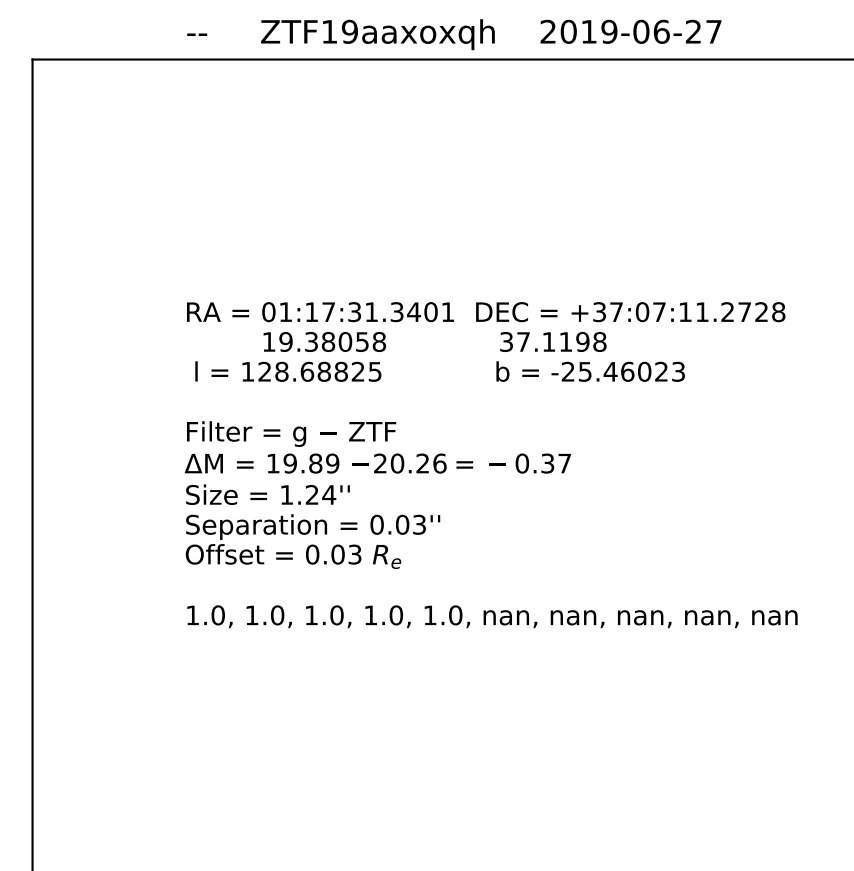 -- ZTF19aaxoxqh 2019-06-27
RA = 01:17:31.3401 DEC = +37:07:11.2728
19.38058 37.1198
l = 128.68825 b = -25.46023
Filter = g − ZTF
ΔM = 19.89 −20.26 = − 0.37
Size = 1.24''
Separation = 0.03''
Offset = 0.03 Rₑ
1.0, 1.0, 1.0, 1.0, 1.0, nan, nan, nan, nan, nan